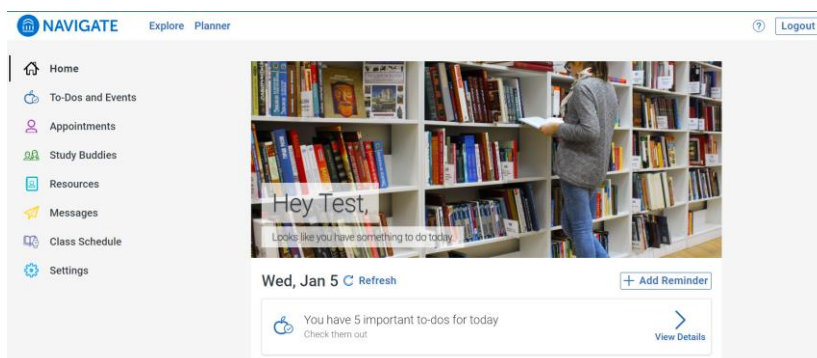 NAVIGATE Explore Planner ? Logout
Home
To-Dos and Events
Appointments
Study Buddies
Resources
Messages
Class Schedule
Settings
Hey Test,
Looks like you have something to do today.
Wed, Jan 5 Refresh + Add Reminder
You have 5 important to-dos for today
Check them out
View Details